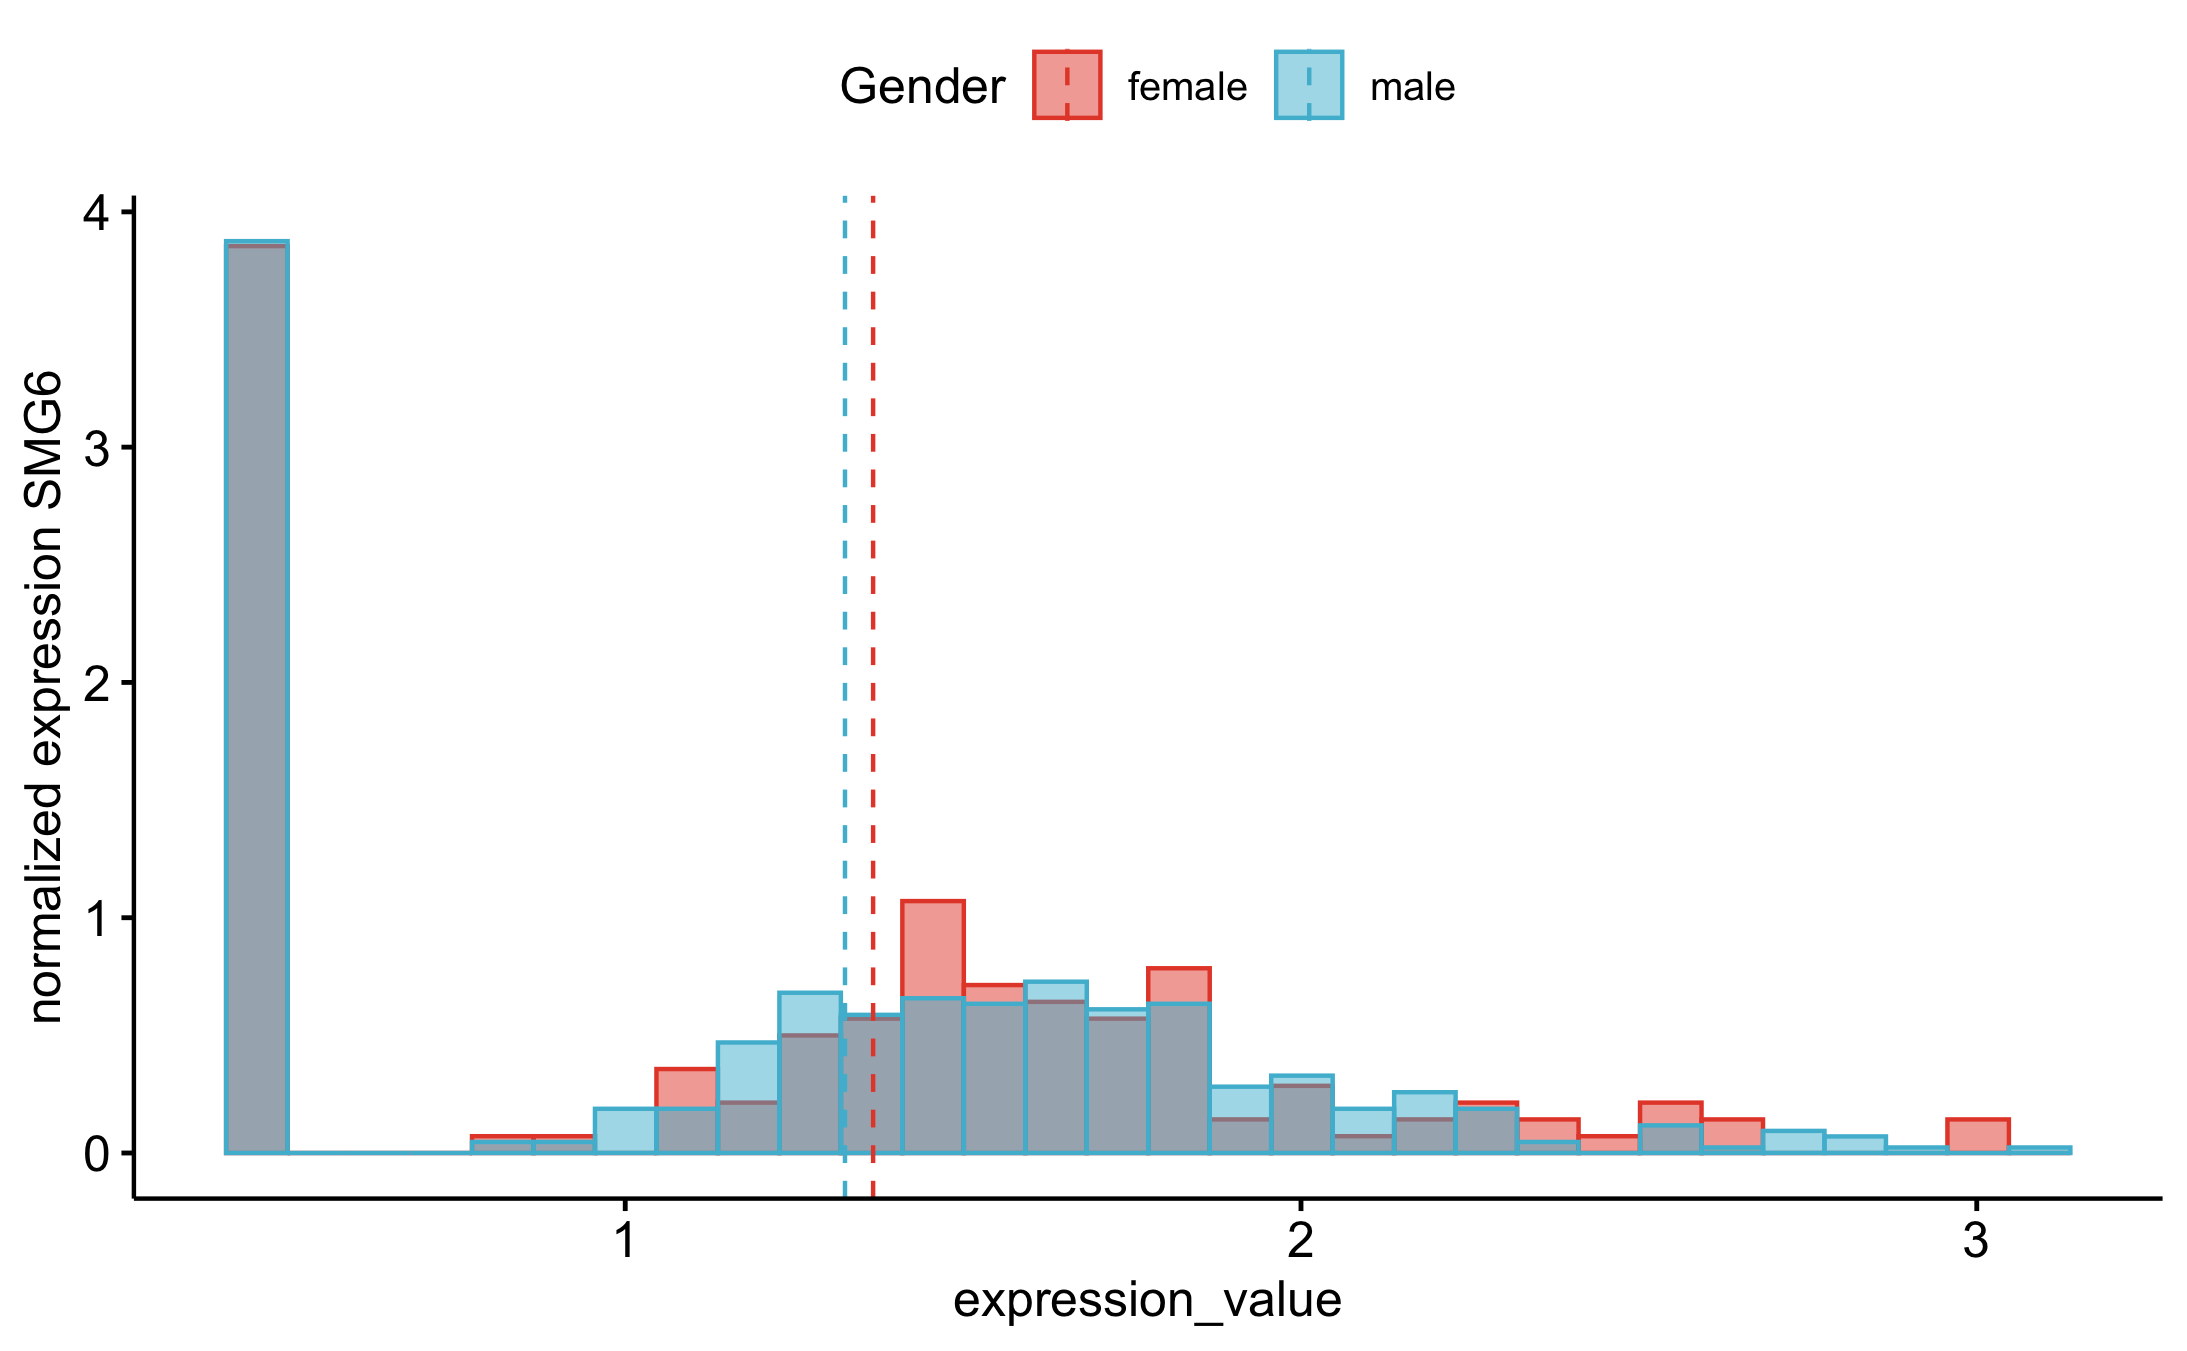 Gender female male
normalized expression SMG6
4
3
2
1
0
1 2 3
expression_value